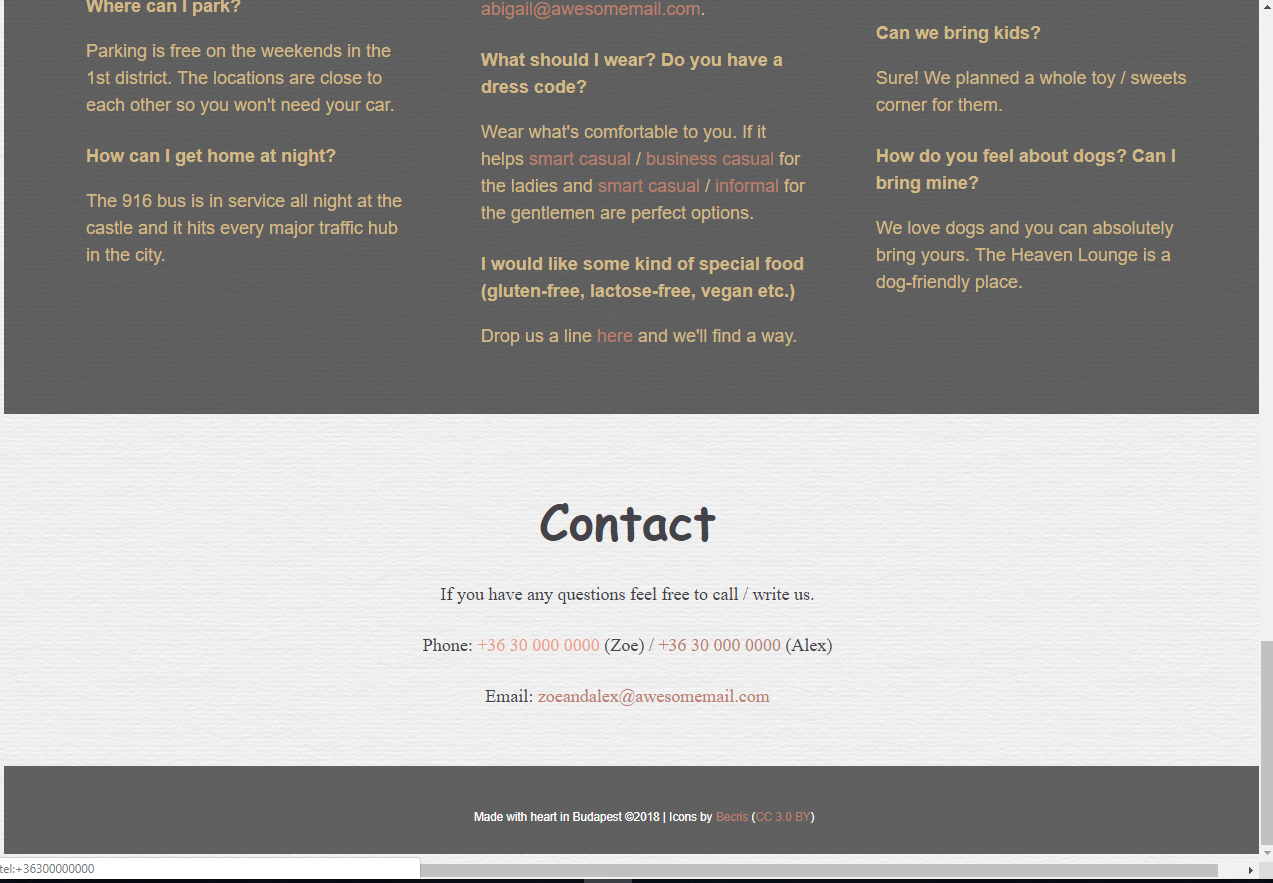 Where can I park?
Parking is free on the weekends in the
1st district. The locations are close to
each other so you won't need your car.
How can I get home at night?
The 916 bus is in service all night at the
castle and it hits every major traffic hub
in the city.
abigail@awesomemail.com.
What should I wear? Do you have a
dress code?
Wear what's comfortable to you. If it
helps smart casual / business casual for
the ladies and smart casual / informal for
the gentlemen are perfect options.
I would like some kind of special food
(gluten-free, lactose-free, vegan etc.)
Drop us a line here and we'll find a way.
Can we bring kids?
Sure! We planned a whole toy / sweets
corner for them.
How do you feel about dogs? Can I
bring mine?
We love dogs and you can absolutely
bring yours. The Heaven Lounge is a
dog-friendly place.
Contact
If you have any questions feel free to call / write us.
Phone: +36 30 000 0000 (Zoe) / +36 30 000 0000 (Alex)
Email: zoeandalex@awesomemail.com
Made with heart in Budapest ©2018 | Icons by Becris (CC 3.0 BY)
tel:+36300000000